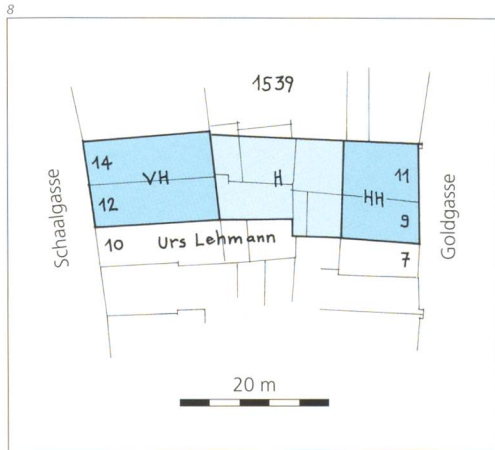 8
1539
14 VH H 11
12 HH 9
10 Urs Lehmann 7
Schaalgasse
Goldgasse
20 m